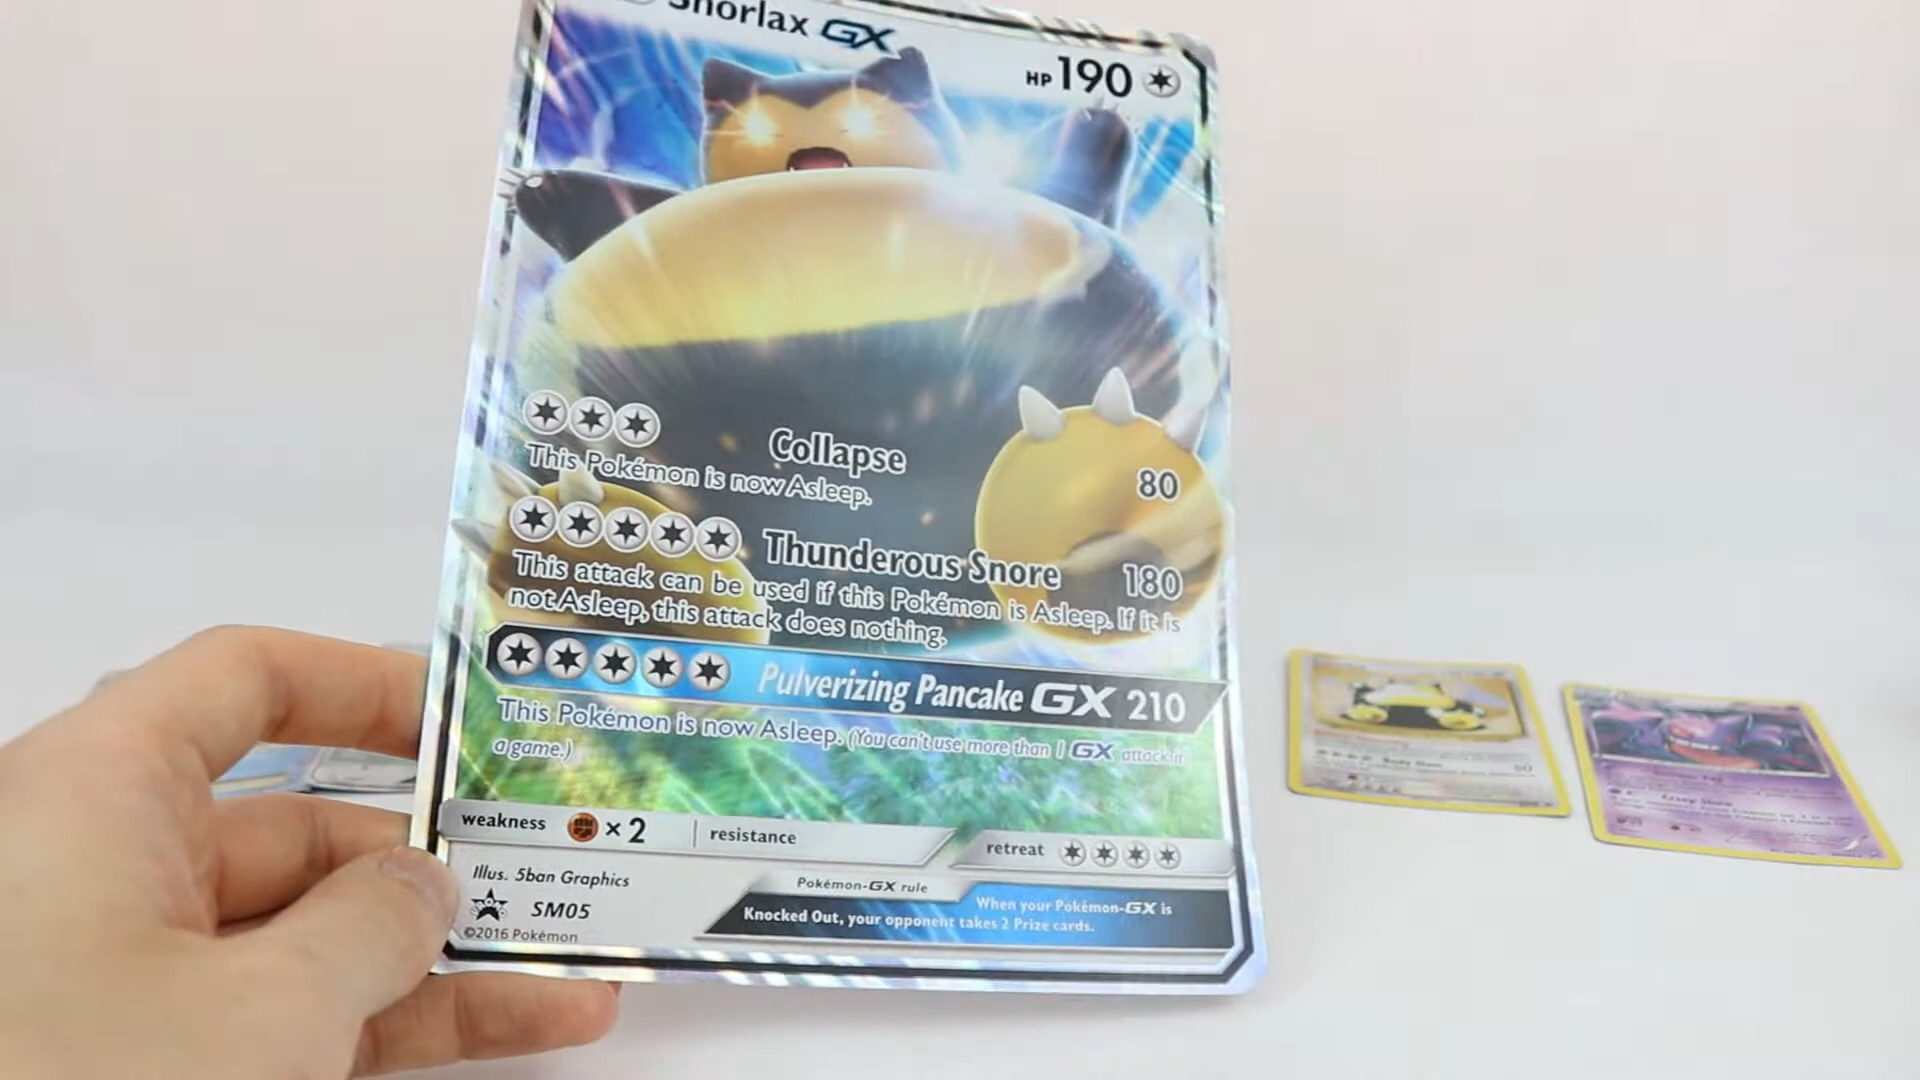 Snorlax GX
HP 190
Collapse
80
This Pokémon is now Asleep.
Thunderous Snore
180
This attack can be used if this Pokémon is Asleep. If it is
not Asleep, this attack does nothing.
Pulverizing Pancake GX 210
This Pokémon is now Asleep. (You can't use more than 1 GX attack in
a game.)
weakness × 2
resistance
retreat
Illus. 5ban Graphics
Pokémon-GX rule
When your Pokémon-GX is
Knocked Out, your opponent takes 2 Prize cards.
PROMO
SM05
©2016 Pokémon
Body Slam
60